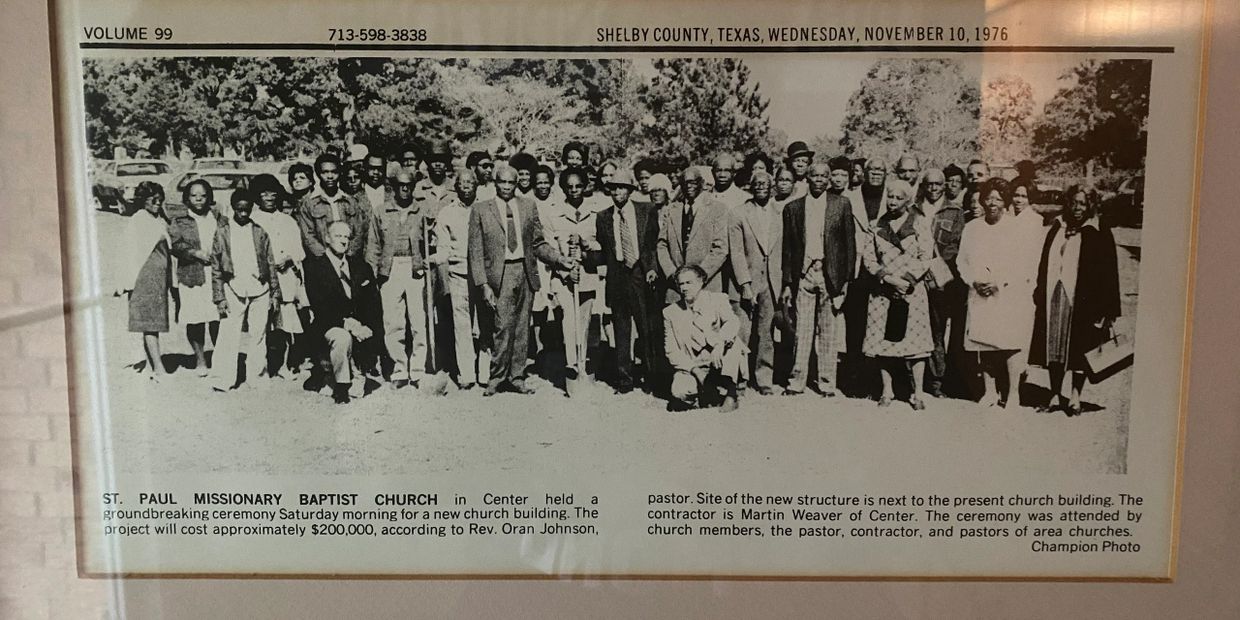 VOLUME 99
713-598-3838
SHELBY COUNTY, TEXAS, WEDNESDAY, NOVEMBER 10, 1976
ST. PAUL MISSIONARY BAPTIST CHURCH in Center held a
groundbreaking ceremony Saturday morning for a new church building. The
project will cost approximately $200,000, according to Rev. Oran Johnson,
pastor. Site of the new structure is next to the present church building. The
contractor is Martin Weaver of Center. The ceremony was attended by
church members, the pastor, contractor, and pastors of area churches.
Champion Photo